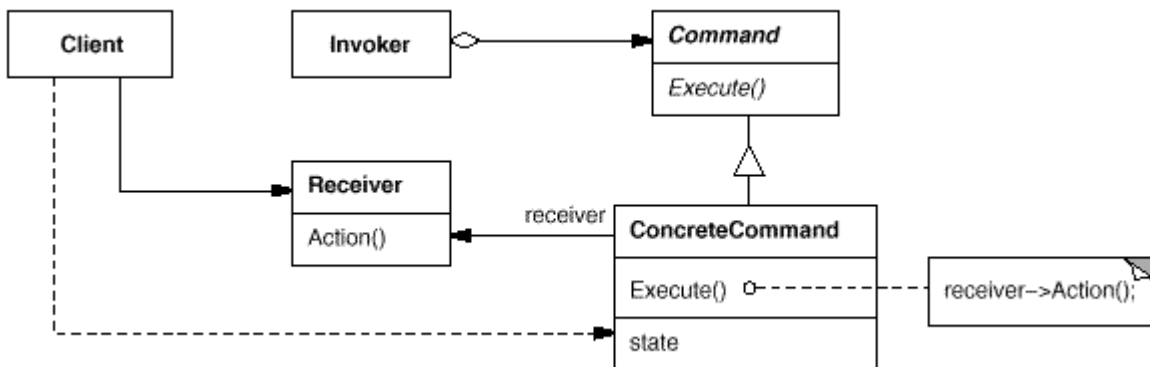 Client
Invoker
Command
Execute()
Receiver
Action()
receiver
ConcreteCommand
Execute()
receiver->Action();
state